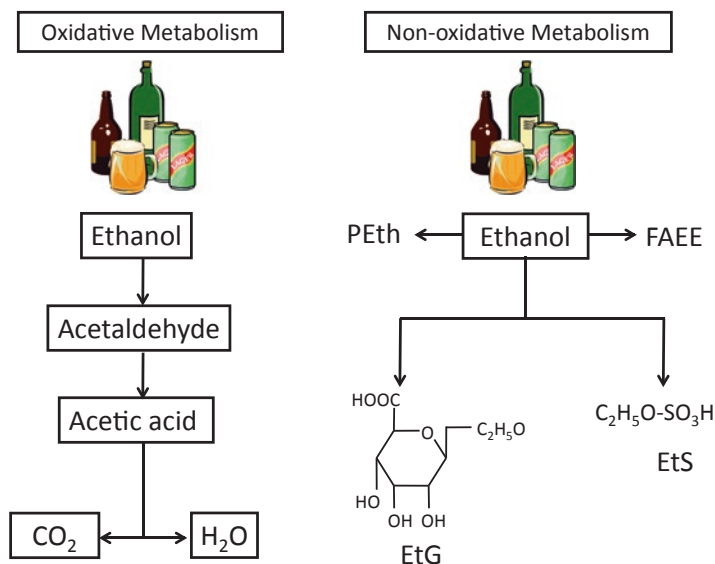 Oxidative Metabolism
Non-oxidative Metabolism
Ethanol
Acetaldehyde
Acetic acid
CO₂
H₂O
PEth
Ethanol
FAEE
HOOC
O
C₂H₅O
HO
OH OH
EtG
C₂H₅O-SO₃H
EtS